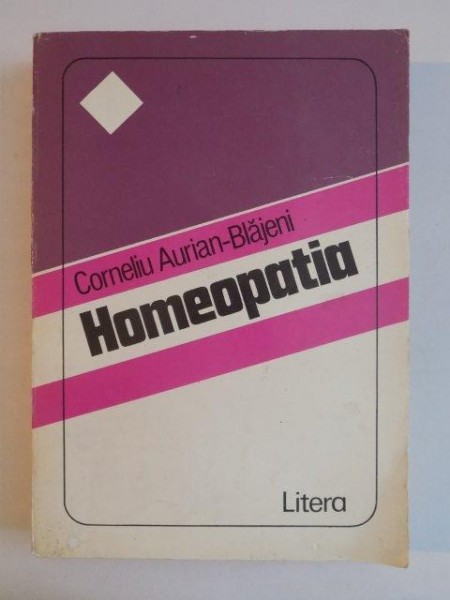 Corneliu Aurian-Blăjeni
Homeopatia
Litera